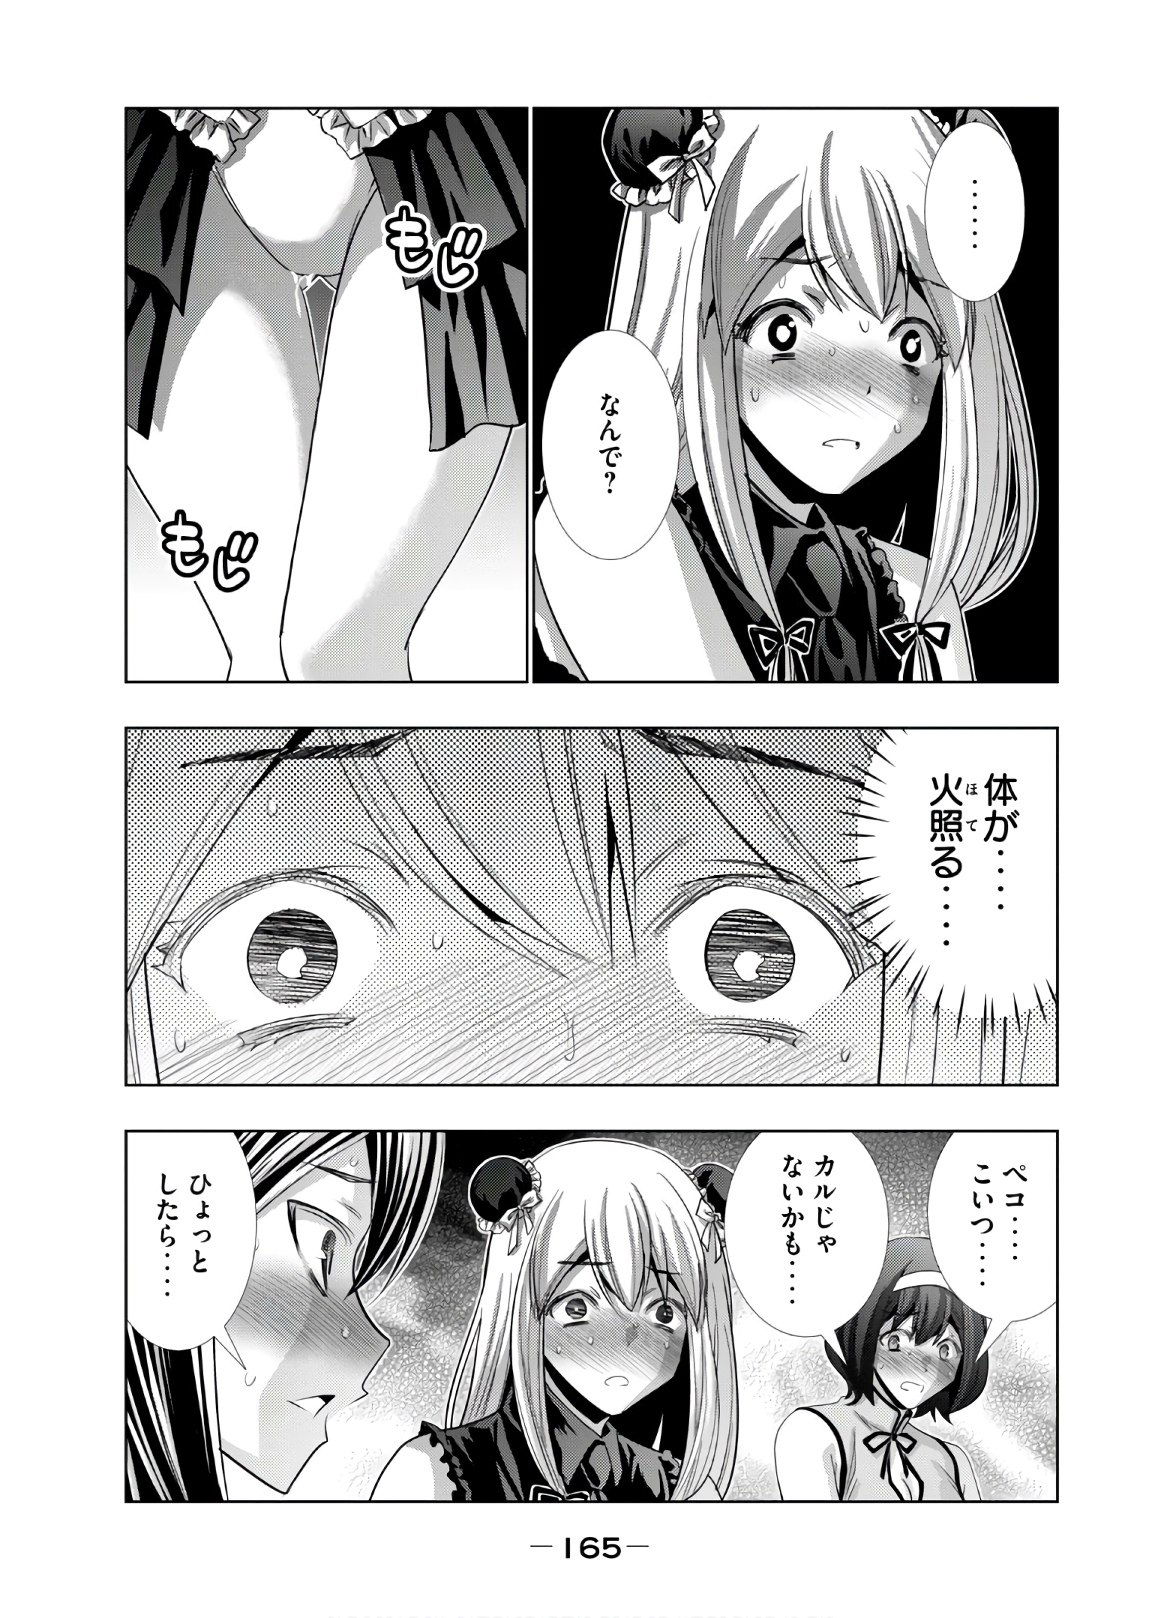 ・・・・・・
なんで?
もじ
もじ
体が・・・・
火照る・・・・
ほて
ペコ・・・・
こいつ・・・・
カルじゃ
ないかも・・・・
ひょっと
したら・・・・
—165—